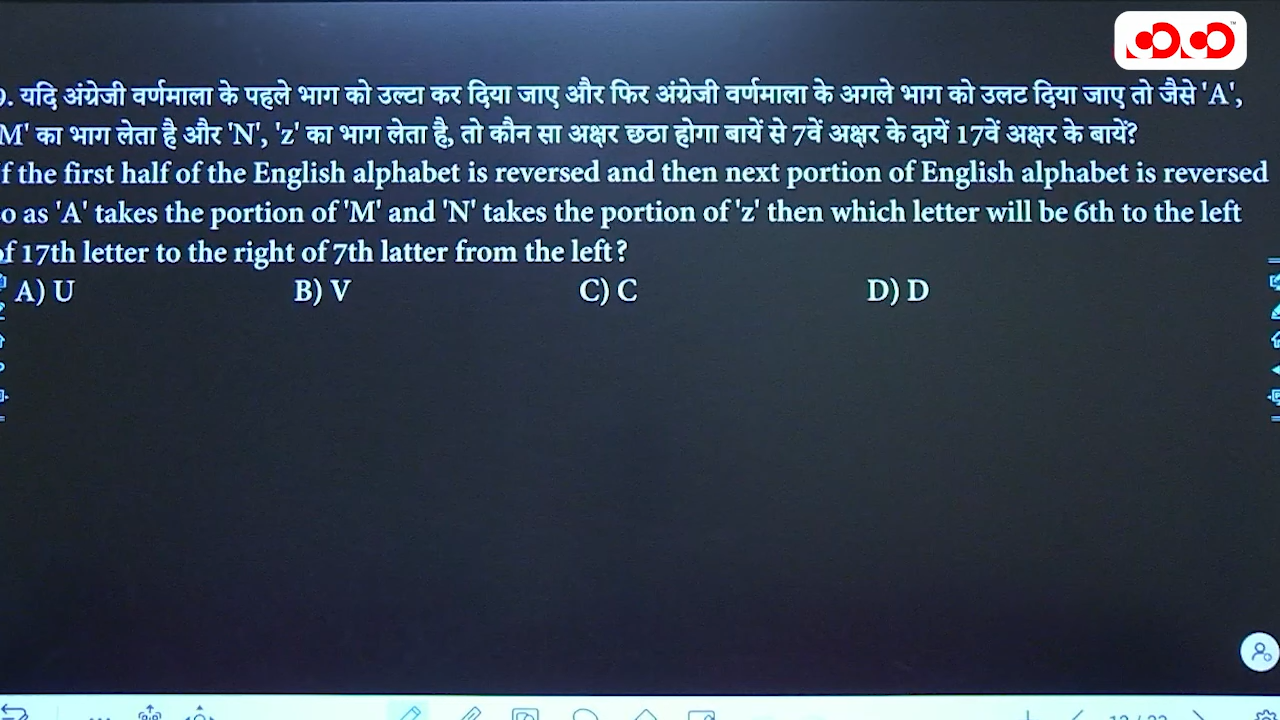 9. यदि अंग्रेजी वर्णमाला के पहले भाग को उल्टा कर दिया जाए और फिर अंग्रेजी वर्णमाला के अगले भाग को उलट दिया जाए तो जैसे 'A',
M' का भाग लेता है और 'N', 'z' का भाग लेता है, तो कौन सा अक्षर छठा होगा बायें से 7वें अक्षर के दायें 17वें अक्षर के बायें?
f the first half of the English alphabet is reversed and then next portion of English alphabet is reversed
o as 'A' takes the portion of 'M' and 'N' takes the portion of 'z' then which letter will be 6th to the left
of 17th letter to the right of 7th latter from the left?
A) U B) V C) C D) D